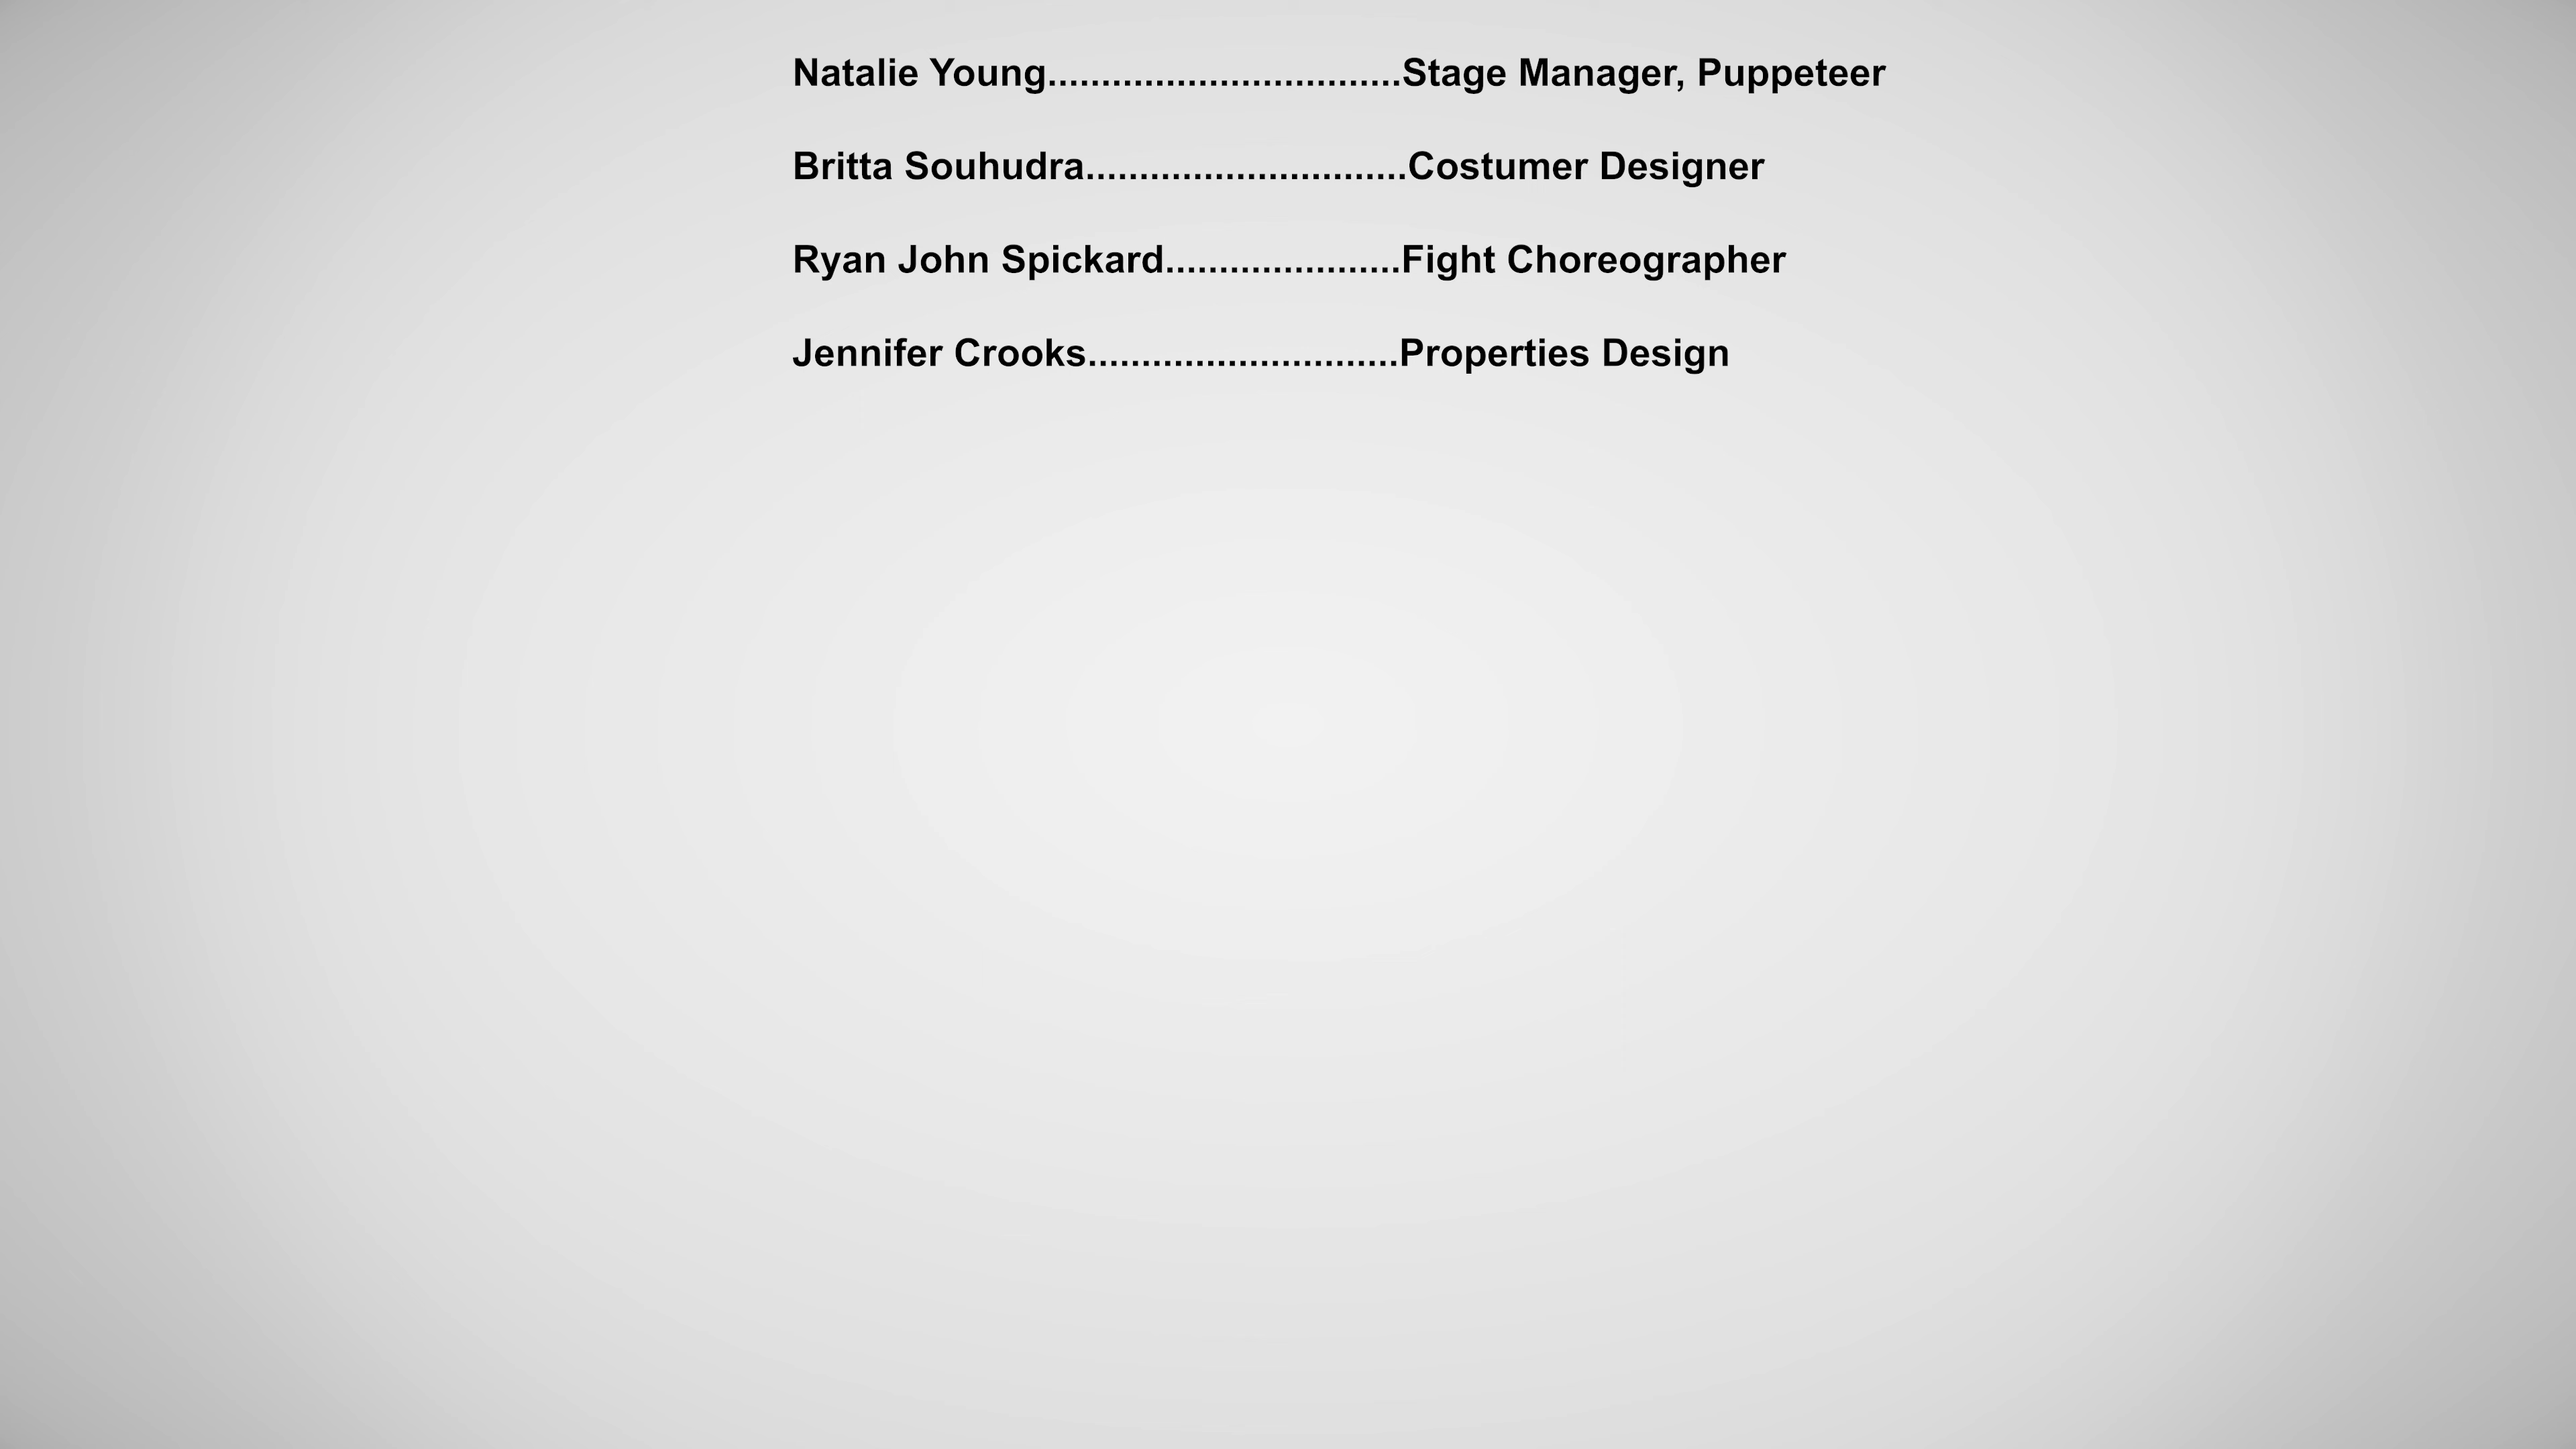 Natalie Young.................................Stage Manager, Puppeteer
Britta Souhudra..............................Costumer Designer
Ryan John Spickard......................Fight Choreographer
Jennifer Crooks.............................Properties Design